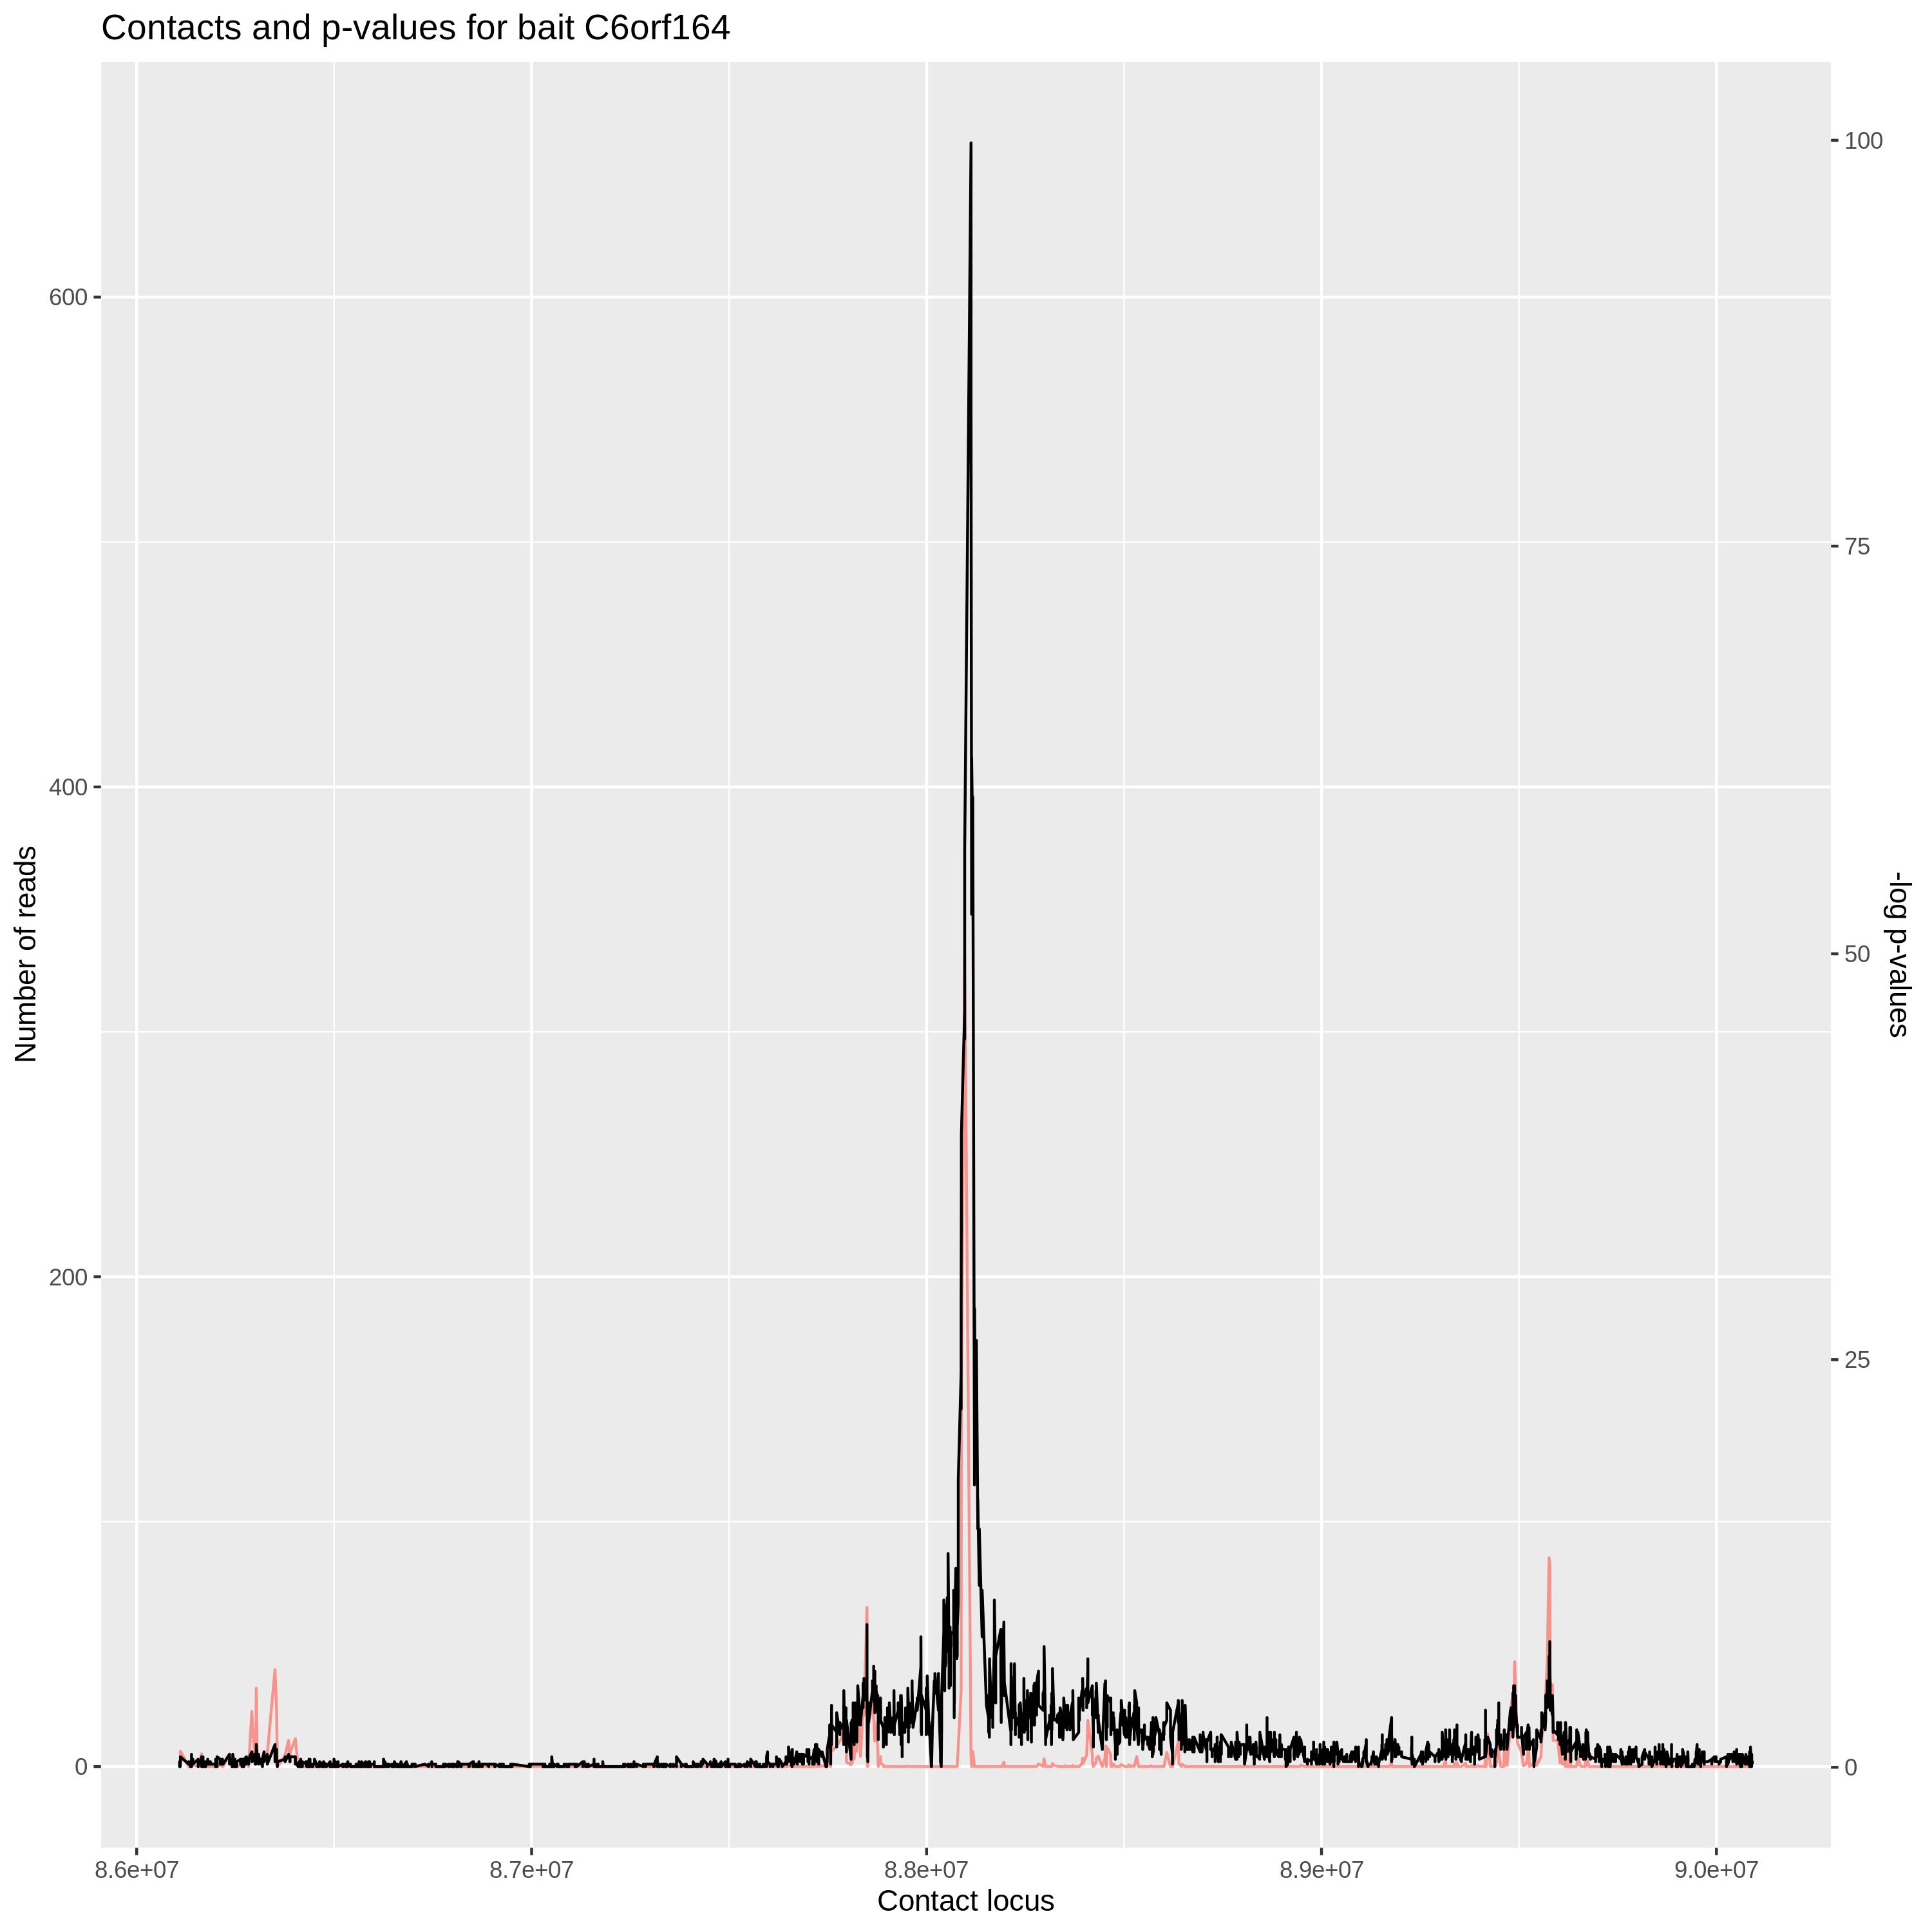 Contacts and p-values for bait C6orf164
600
400
200
0
Number of reads
100
75
50
25
0
-log p-values
8.6e+07
8.7e+07
8.8e+07
8.9e+07
9.0e+07
Contact locus